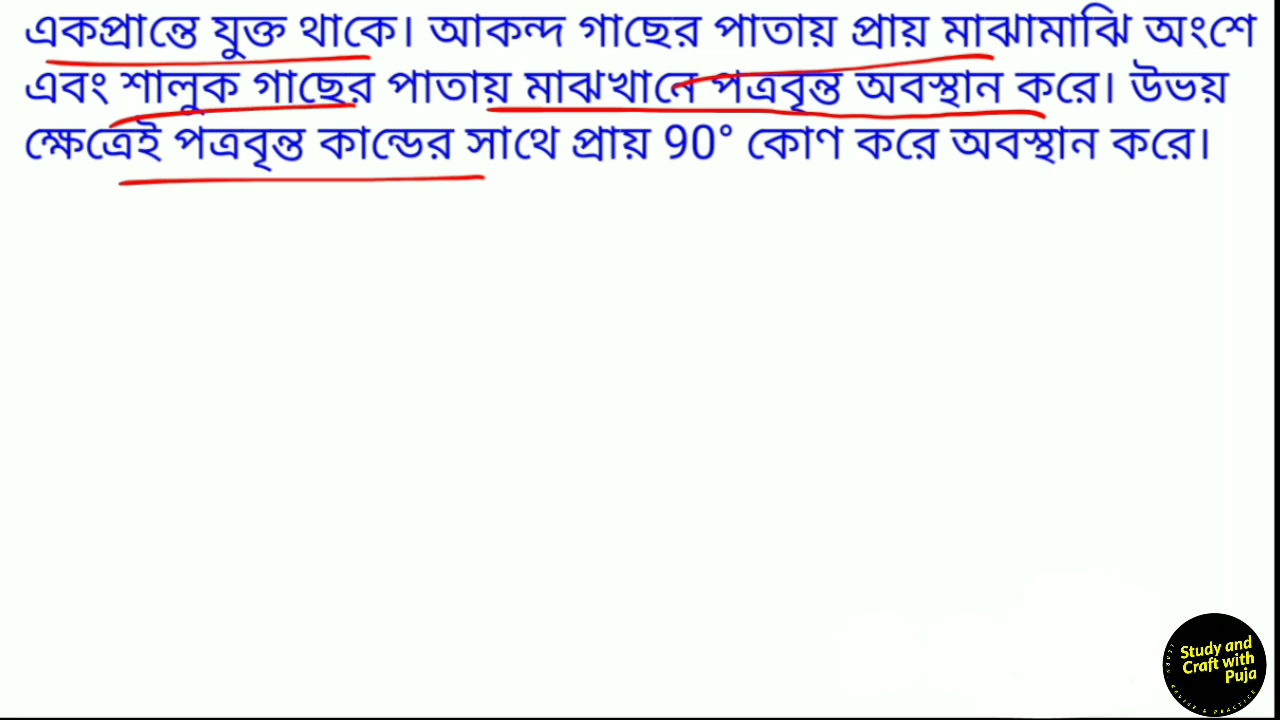 একপ্রান্তে যুক্ত থাকে। আকন্দ গাছের পাতায় প্রায় মাঝামাঝি অংশে
এবং শালুক গাছের পাতায় মাঝখানে পত্রবৃন্ত অবস্থান করে। উভয়
ক্ষেত্রেই পত্রবৃন্ত কান্ডের সাথে প্রায় 90° কোণ করে অবস্থান করে।
Study and
Craft with
Puja